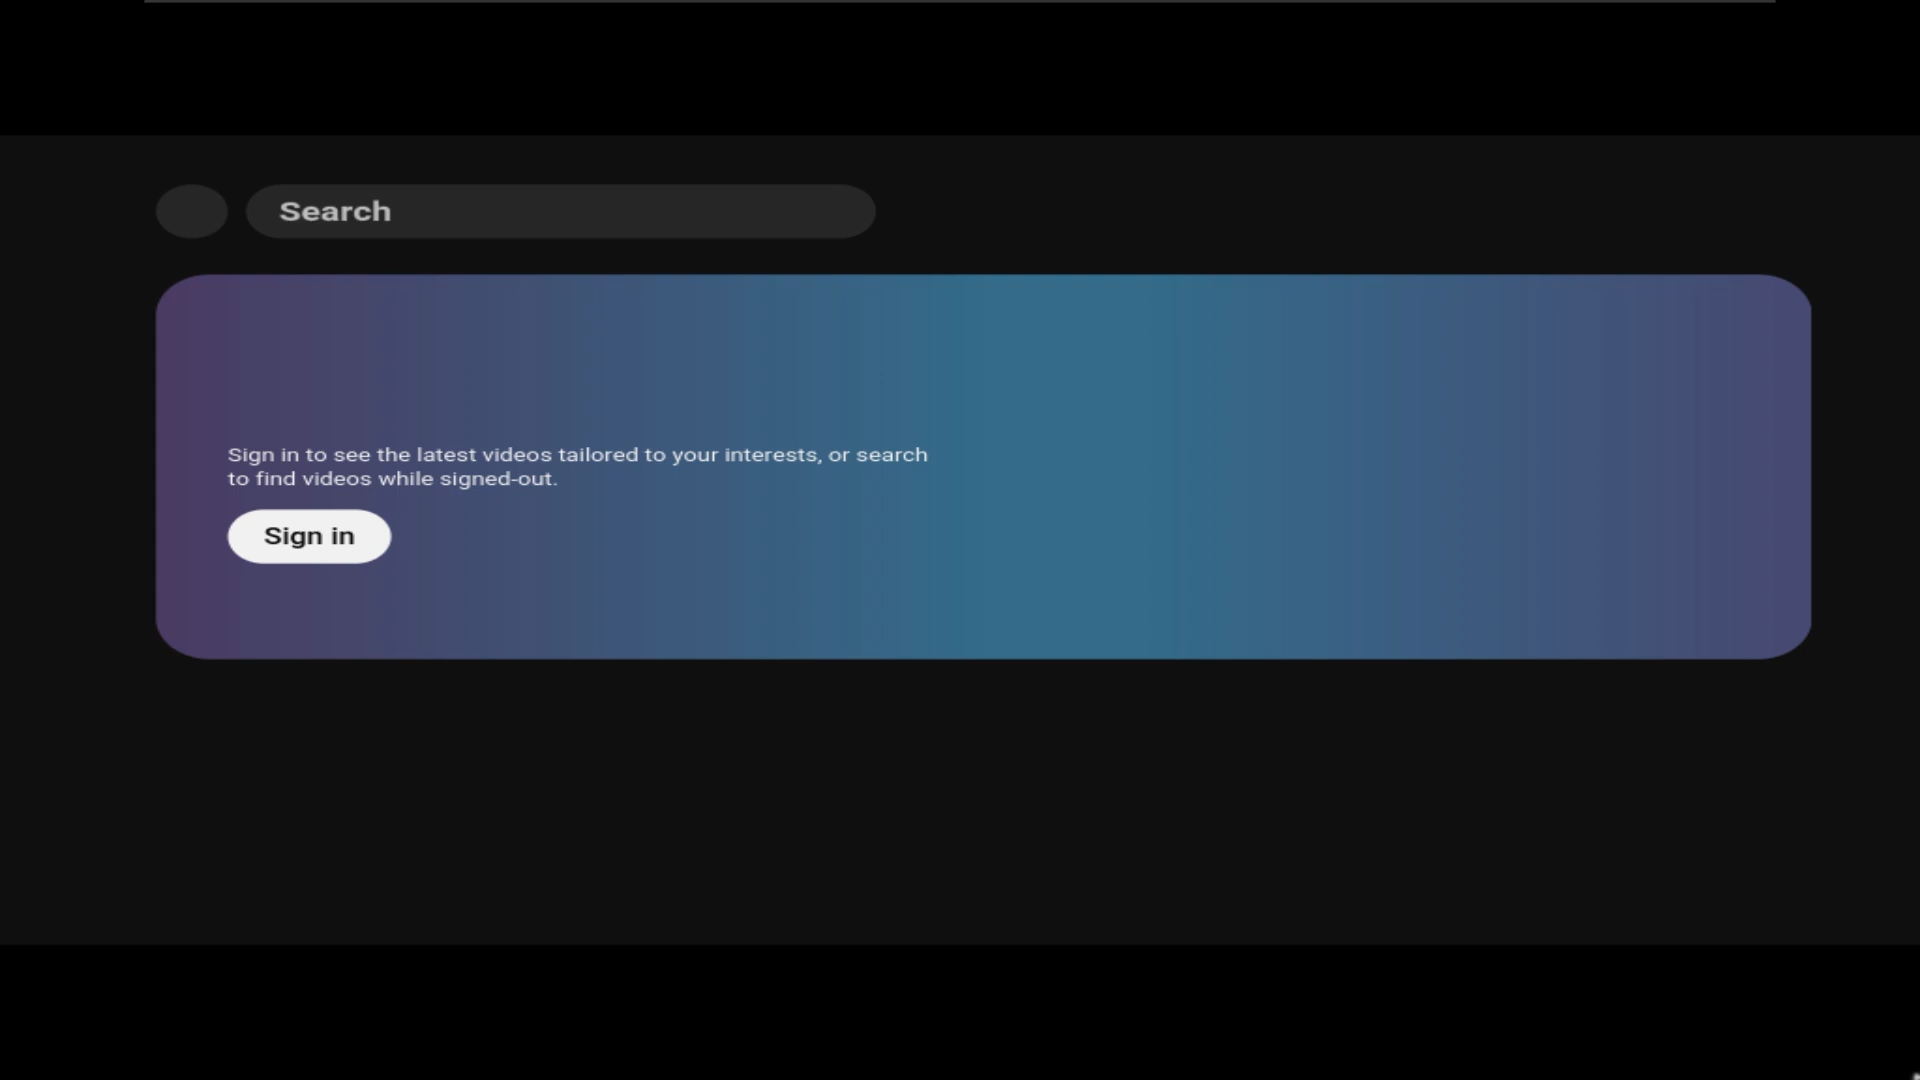 Search
Sign in to see the latest videos tailored to your interests, or search
to find videos while signed-out.
Sign in